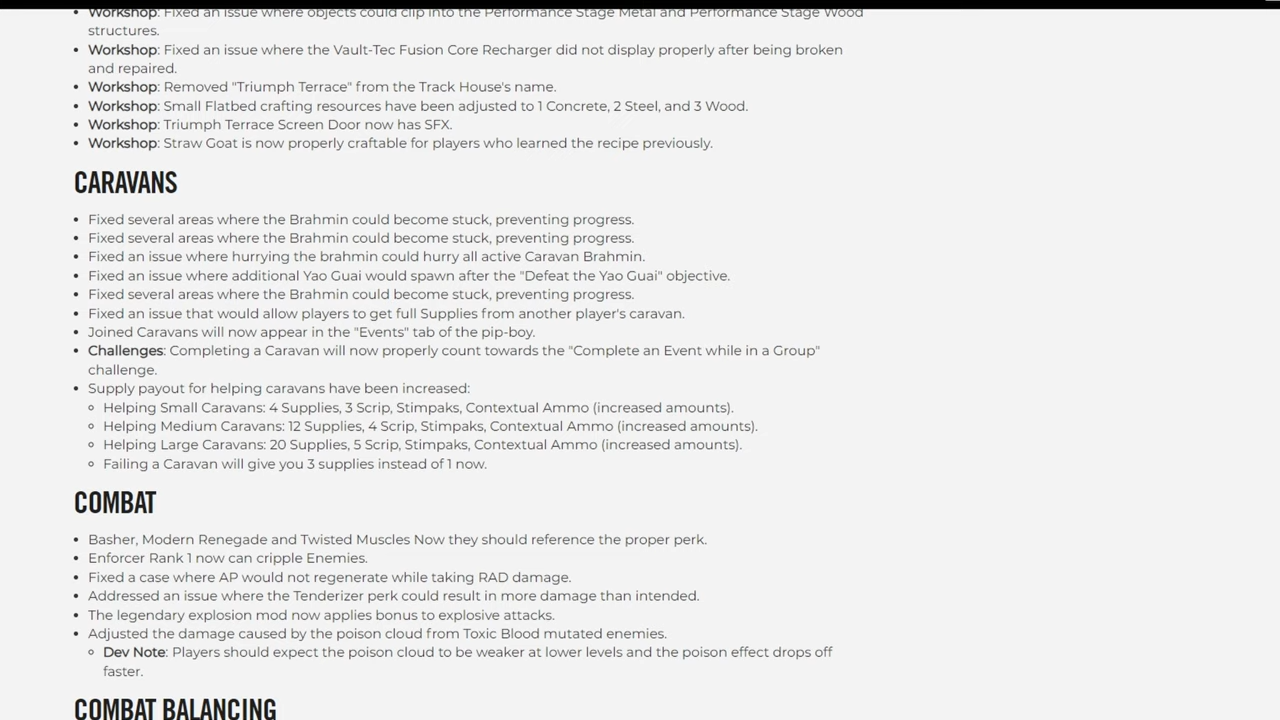 Workshop: Fixed an issue where objects could clip into the Performance Stage Metal and Performance Stage Wood
structures.
Workshop: Fixed an issue where the Vault-Tec Fusion Core Recharger did not display properly after being broken
and repaired.
Workshop: Removed "Triumph Terrace" from the Track House's name.
Workshop: Small Flatbed crafting resources have been adjusted to 1 Concrete, 2 Steel, and 3 Wood.
Workshop: Triumph Terrace Screen Door now has SFX.
Workshop: Straw Goat is now properly craftable for players who learned the recipe previously.
CARAVANS
Fixed several areas where the Brahmin could become stuck, preventing progress.
Fixed several areas where the Brahmin could become stuck, preventing progress.
Fixed an issue where hurrying the brahmin could hurry all active Caravan Brahmin.
Fixed an issue where additional Yao Guai would spawn after the "Defeat the Yao Guai" objective.
Fixed several areas where the Brahmin could become stuck, preventing progress.
Fixed an issue that would allow players to get full Supplies from another player's caravan.
Joined Caravans will now appear in the "Events" tab of the pip-boy.
Challenges: Completing a Caravan will now properly count towards the "Complete an Event while in a Group"
challenge.
Supply payout for helping caravans have been increased:
Helping Small Caravans: 4 Supplies, 3 Scrip, Stimpaks, Contextual Ammo (increased amounts).
Helping Medium Caravans: 12 Supplies, 4 Scrip, Stimpaks, Contextual Ammo (increased amounts).
Helping Large Caravans: 20 Supplies, 5 Scrip, Stimpaks, Contextual Ammo (increased amounts).
Failing a Caravan will give you 3 supplies instead of 1 now.
COMBAT
Basher, Modern Renegade and Twisted Muscles Now they should reference the proper perk.
Enforcer Rank 1 now can cripple Enemies.
Fixed a case where AP would not regenerate while taking RAD damage.
Addressed an issue where the Tenderizer perk could result in more damage than intended.
The legendary explosion mod now applies bonus to explosive attacks.
Adjusted the damage caused by the poison cloud from Toxic Blood mutated enemies.
Dev Note: Players should expect the poison cloud to be weaker at lower levels and the poison effect drops off
faster.
COMBAT BALANCING